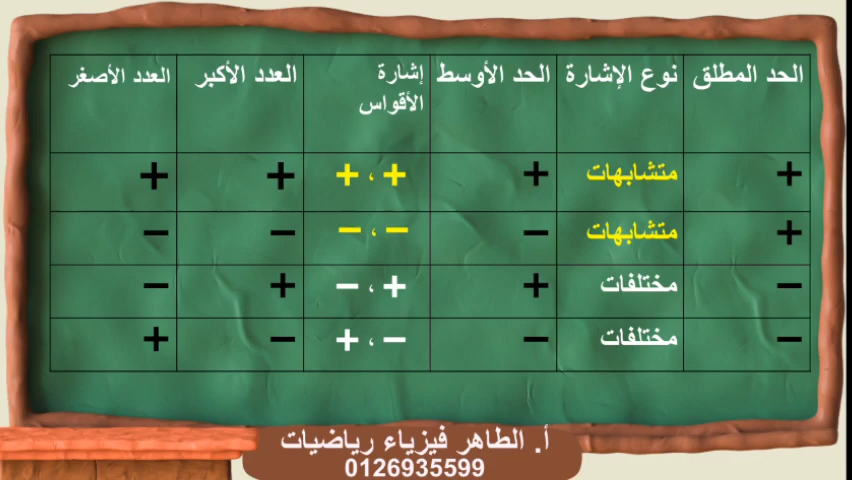 الحد المطلق نوع الإشارة الحد الأوسط إشارة الأقواس العدد الأكبر العدد الأصغر
+ متشابهات + + ، + + +
+ متشابهات − − ، − − −
− مختلفات + + ، − + −
− مختلفات − − ، + − +
أ. الطاهر فيزياء رياضيات
0126935599